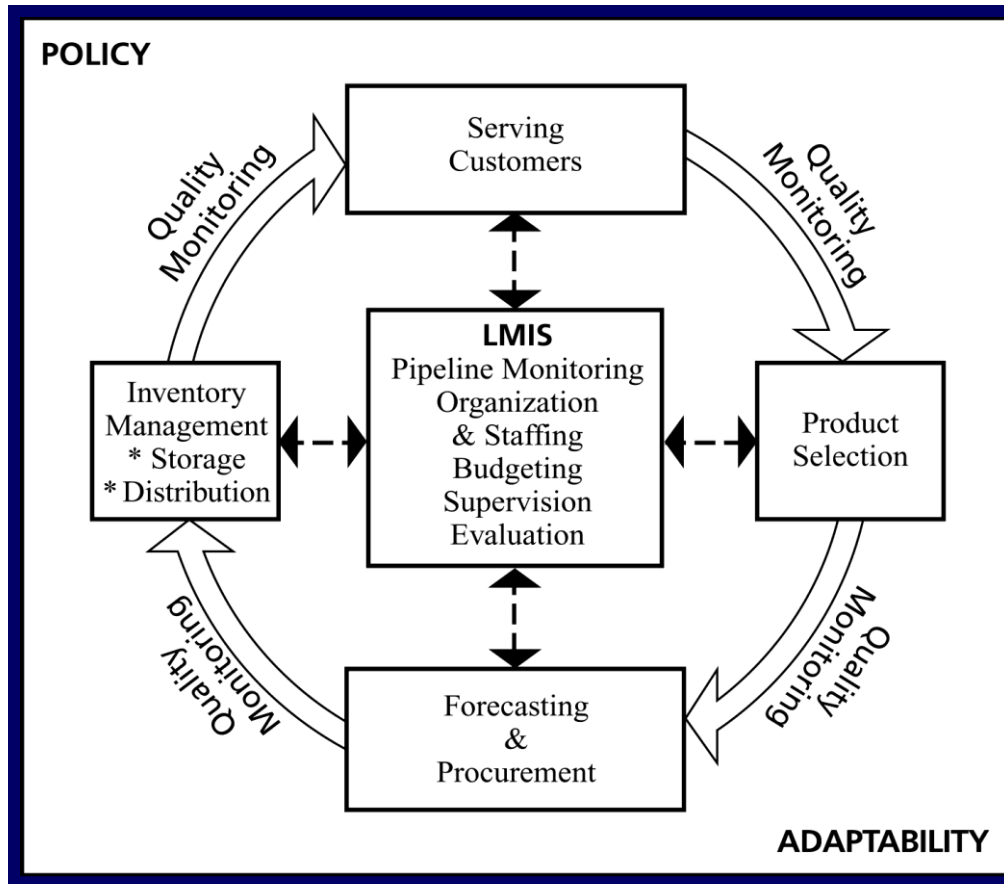 POLICY
Serving
Customers
Quality
Monitoring
Quality
Monitoring
LMIS
Pipeline Monitoring
Organization
& Staffing
Budgeting
Supervision
Evaluation
Inventory
Management
* Storage
* Distribution
Product
Selection
Quality
Monitoring
Quality
Monitoring
Forecasting
&
Procurement
ADAPTABILITY